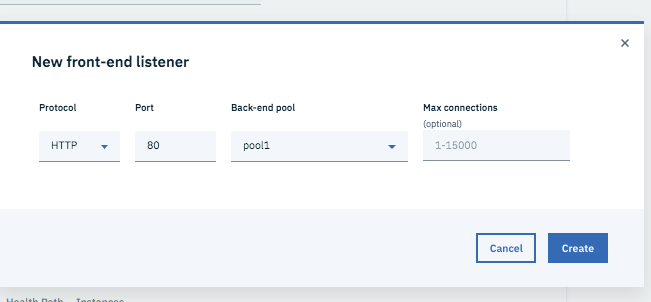 New front-end listener
Protocol Port Back-end pool Max connections
(optional)
HTTP 80 pool1 1-15000
Cancel Create
Health Path Instances